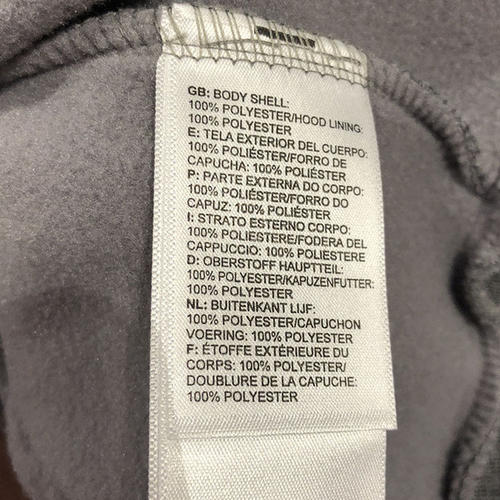 GB: BODY SHELL:
100% POLYESTER/HOOD LINING:
100% POLYESTER
E: TELA EXTERIOR DEL CUERPO:
100% POLIÉSTER/FORRO DE
CAPUCHA: 100% POLIÉSTER
P: PARTE EXTERNA DO CORPO:
100% POLIÉSTER/FORRO DO
CAPUZ: 100% POLIÉSTER
I: STRATO ESTERNO CORPO:
100% POLIESTERE/FODERA DEL
CAPPUCCIO: 100% POLIESTERE
D: OBERSTOFF HAUPTTEIL:
100% POLYESTER/KAPUZENFUTTER:
100% POLYESTER
NL: BUITENKANT LIJF:
100% POLYESTER/CAPUCHON
VOERING: 100% POLYESTER
F: ÉTOFFE EXTÉRIEURE DU
CORPS: 100% POLYESTER/
DOUBLURE DE LA CAPUCHE:
100% POLYESTER